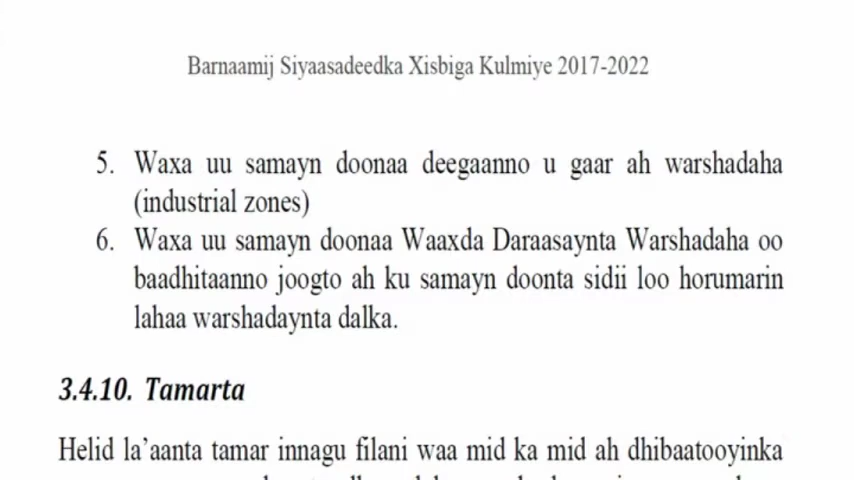 Barnaamij Siyaasadeedka Xisbiga Kulmiye 2017-2022
5. Waxa uu samayn doonaa deegaanno u gaar ah warshadaha
(industrial zones)
6. Waxa uu samayn doonaa Waaxda Daraasaynta Warshadaha oo
baadhitaanno joogto ah ku samayn doonta sidii loo horumarin
lahaa warshadaynta dalka.
3.4.10. Tamarta
Helid la’aanta tamar innagu filani waa mid ka mid ah dhibaatooyinka